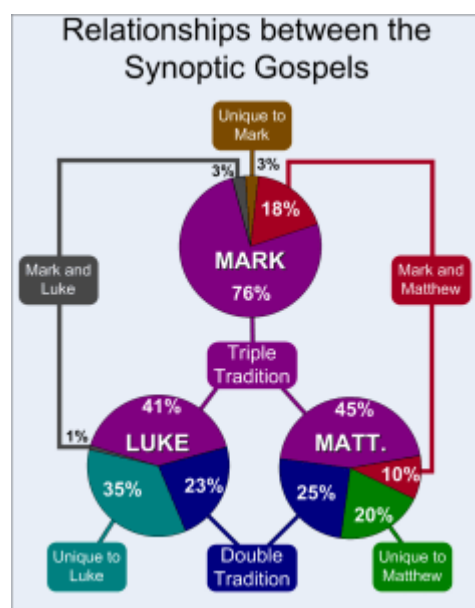 Relationships between the
Synoptic Gospels
Unique to
Mark
3%
3%
18%
MARK
76%
Mark and
Luke
Mark and
Matthew
Triple
Tradition
41%
45%
1%
LUKE
MATT.
35%
23%
25%
10%
20%
Unique to
Luke
Double
Tradition
Unique to
Matthew